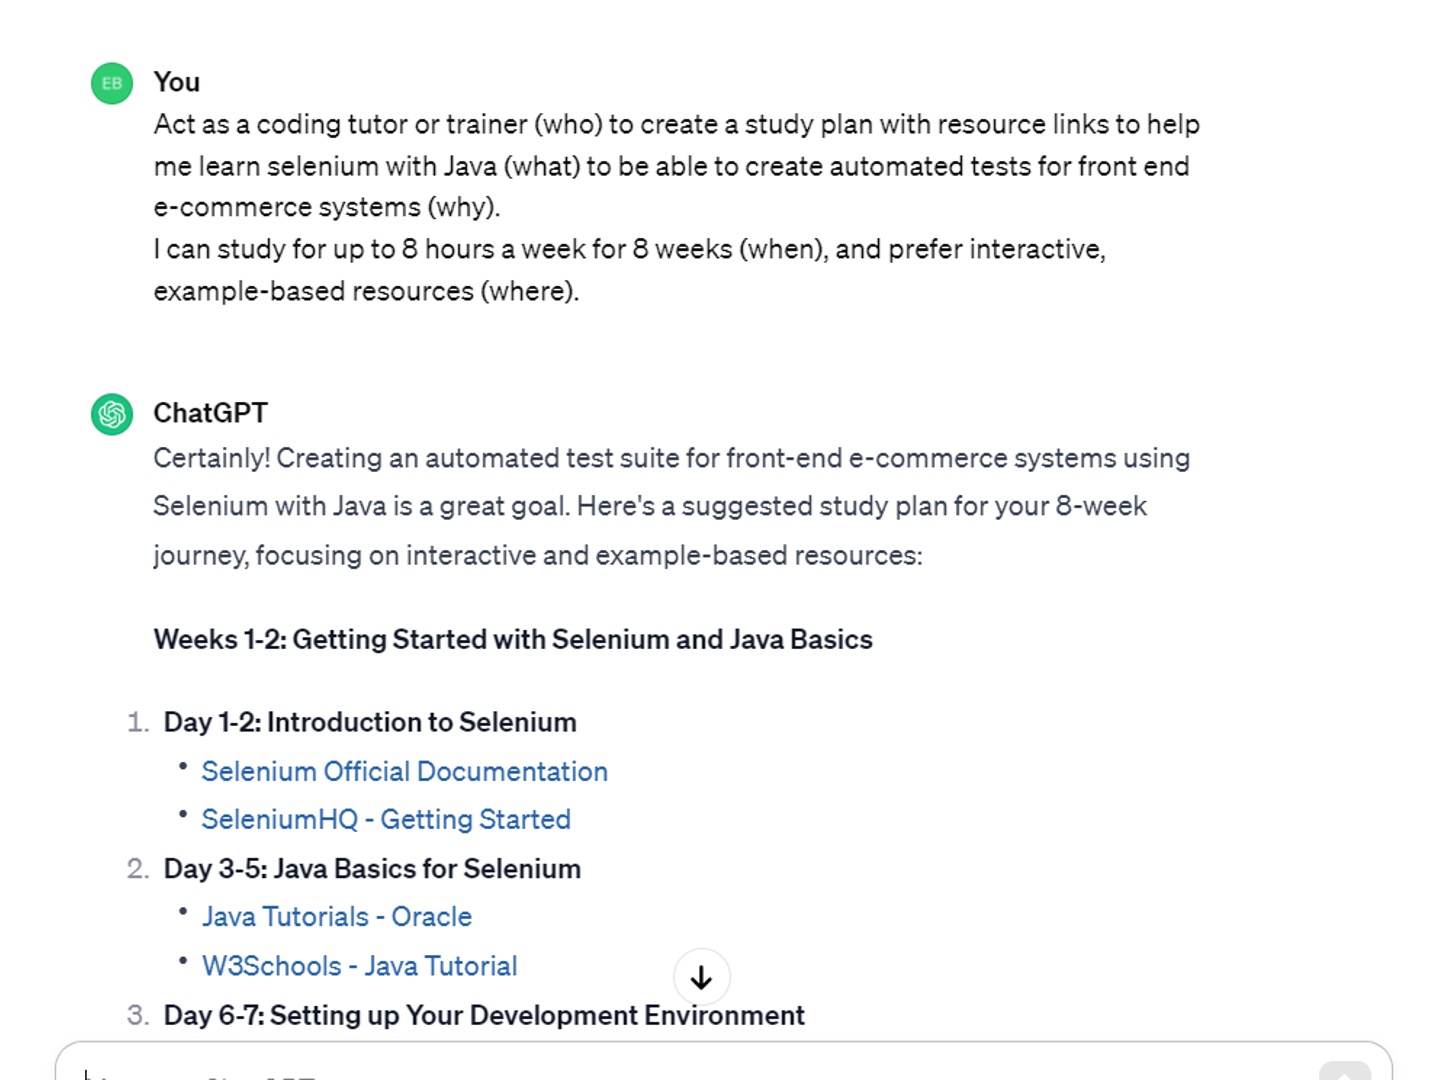 EB
You
Act as a coding tutor or trainer (who) to create a study plan with resource links to help
me learn selenium with Java (what) to be able to create automated tests for front end
e-commerce systems (why).
I can study for up to 8 hours a week for 8 weeks (when), and prefer interactive,
example-based resources (where).
ChatGPT
Certainly! Creating an automated test suite for front-end e-commerce systems using
Selenium with Java is a great goal. Here's a suggested study plan for your 8-week
journey, focusing on interactive and example-based resources:
Weeks 1-2: Getting Started with Selenium and Java Basics
1. Day 1-2: Introduction to Selenium
• Selenium Official Documentation
• SeleniumHQ - Getting Started
2. Day 3-5: Java Basics for Selenium
• Java Tutorials - Oracle
• W3Schools - Java Tutorial
3. Day 6-7: Setting up Your Development Environment